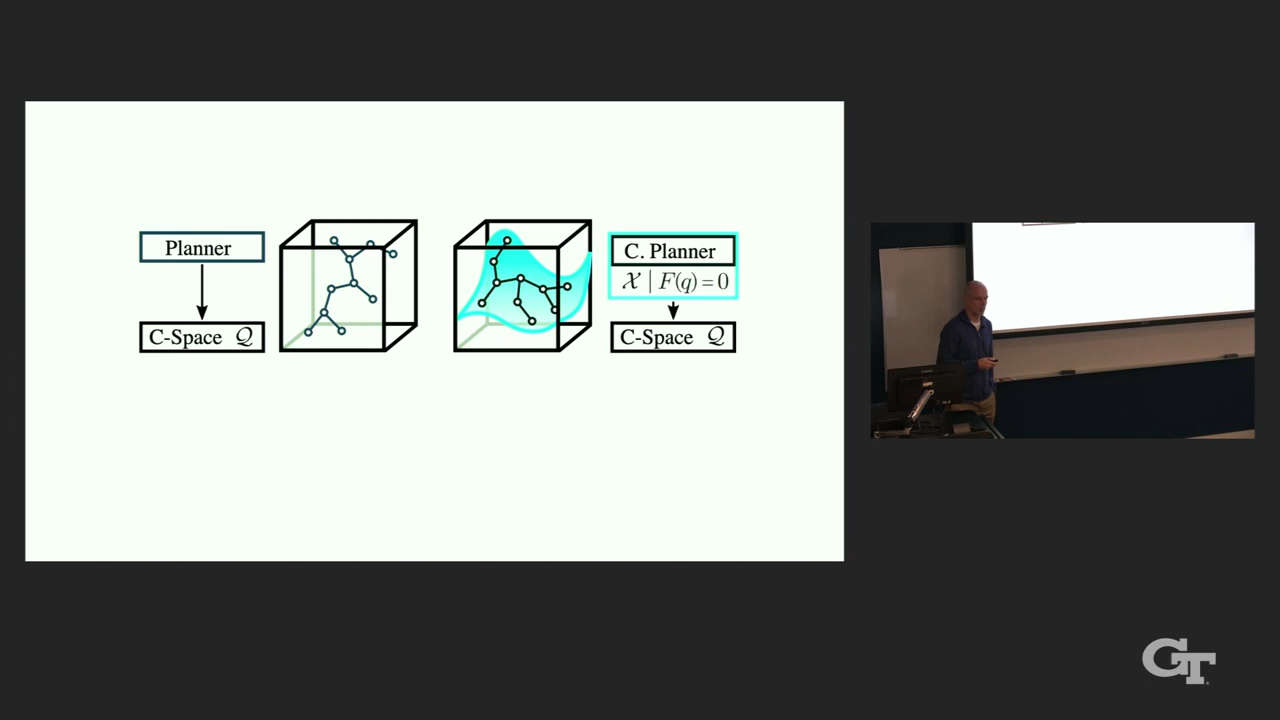 Planner
C-Space Q
C. Planner
X | F(q) = 0
C-Space Q
GT